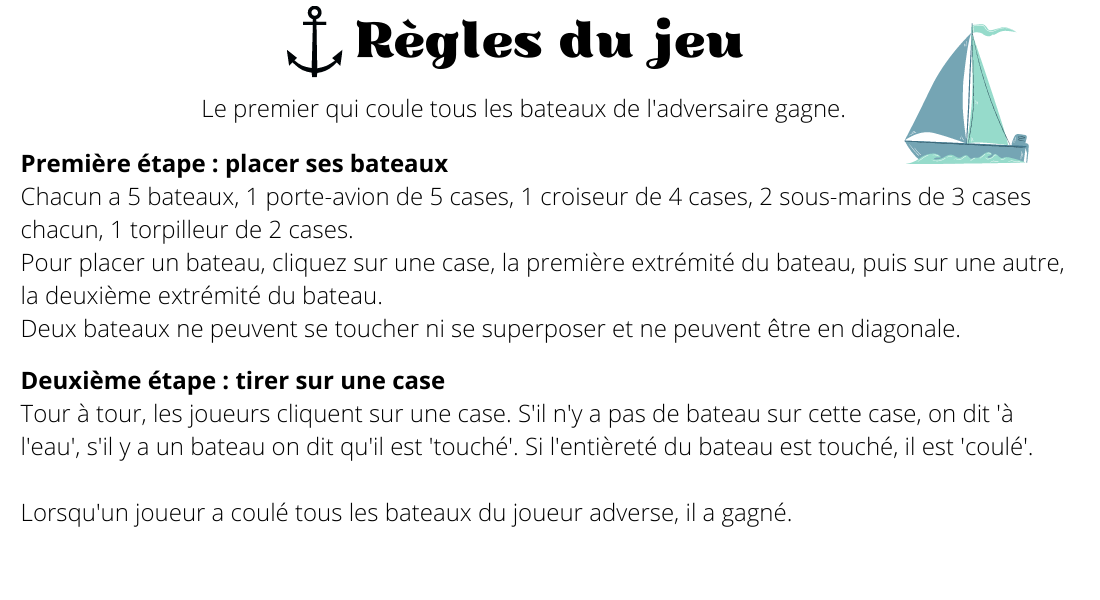 Règles du jeu
Le premier qui coule tous les bateaux de l'adversaire gagne.
Première étape : placer ses bateaux
Chacun a 5 bateaux, 1 porte-avion de 5 cases, 1 croiseur de 4 cases, 2 sous-marins de 3 cases
chacun, 1 torpilleur de 2 cases.
Pour placer un bateau, cliquez sur une case, la première extrémité du bateau, puis sur une autre,
la deuxième extrémité du bateau.
Deux bateaux ne peuvent se toucher ni se superposer et ne peuvent être en diagonale.
Deuxième étape : tirer sur une case
Tour à tour, les joueurs cliquent sur une case. S'il n'y a pas de bateau sur cette case, on dit 'à
l'eau', s'il y a un bateau on dit qu'il est 'touché'. Si l'entièreté du bateau est touché, il est 'coulé'.
Lorsqu'un joueur a coulé tous les bateaux du joueur adverse, il a gagné.